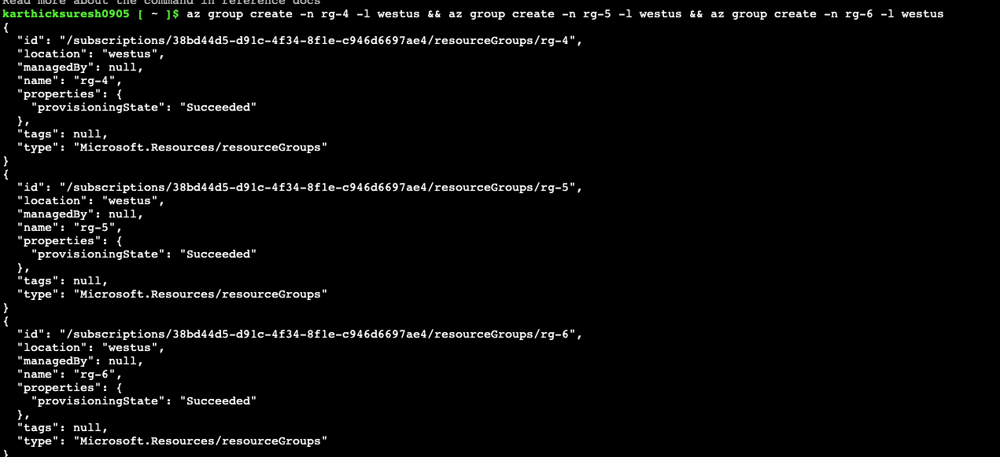 Read more about the command in reference docs
karthicksuresh0905 [ ~ ]$ az group create -n rg-4 -l westus && az group create -n rg-5 -l westus && az group create -n rg-6 -l westus
{
  "id": "/subscriptions/38bd44d5-d91c-4f34-8f1e-c946d6697ae4/resourceGroups/rg-4",
  "location": "westus",
  "managedBy": null,
  "name": "rg-4",
  "properties": {
    "provisioningState": "Succeeded"
  },
  "tags": null,
  "type": "Microsoft.Resources/resourceGroups"
}
{
  "id": "/subscriptions/38bd44d5-d91c-4f34-8f1e-c946d6697ae4/resourceGroups/rg-5",
  "location": "westus",
  "managedBy": null,
  "name": "rg-5",
  "properties": {
    "provisioningState": "Succeeded"
  },
  "tags": null,
  "type": "Microsoft.Resources/resourceGroups"
}
{
  "id": "/subscriptions/38bd44d5-d91c-4f34-8f1e-c946d6697ae4/resourceGroups/rg-6",
  "location": "westus",
  "managedBy": null,
  "name": "rg-6",
  "properties": {
    "provisioningState": "Succeeded"
  },
  "tags": null,
  "type": "Microsoft.Resources/resourceGroups"
}